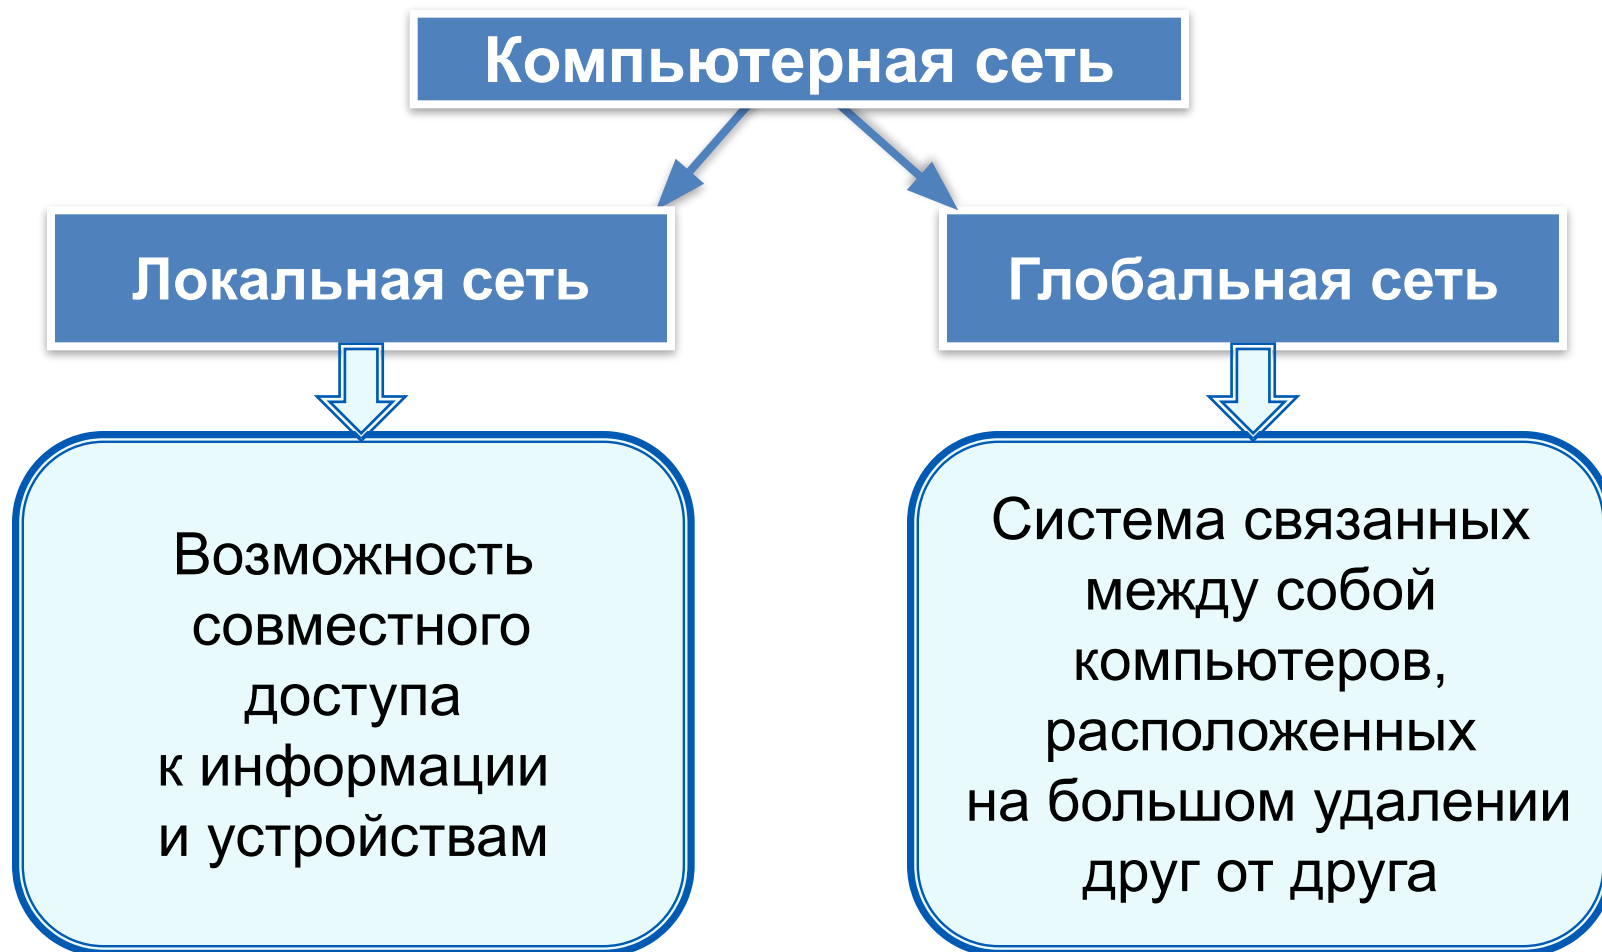 Компьютерная сеть
Локальная сеть
Глобальная сеть
Возможность
совместного
доступа
к информации
и устройствам
Система связанных
между собой
компьютеров,
расположенных
на большом удалении
друг от друга